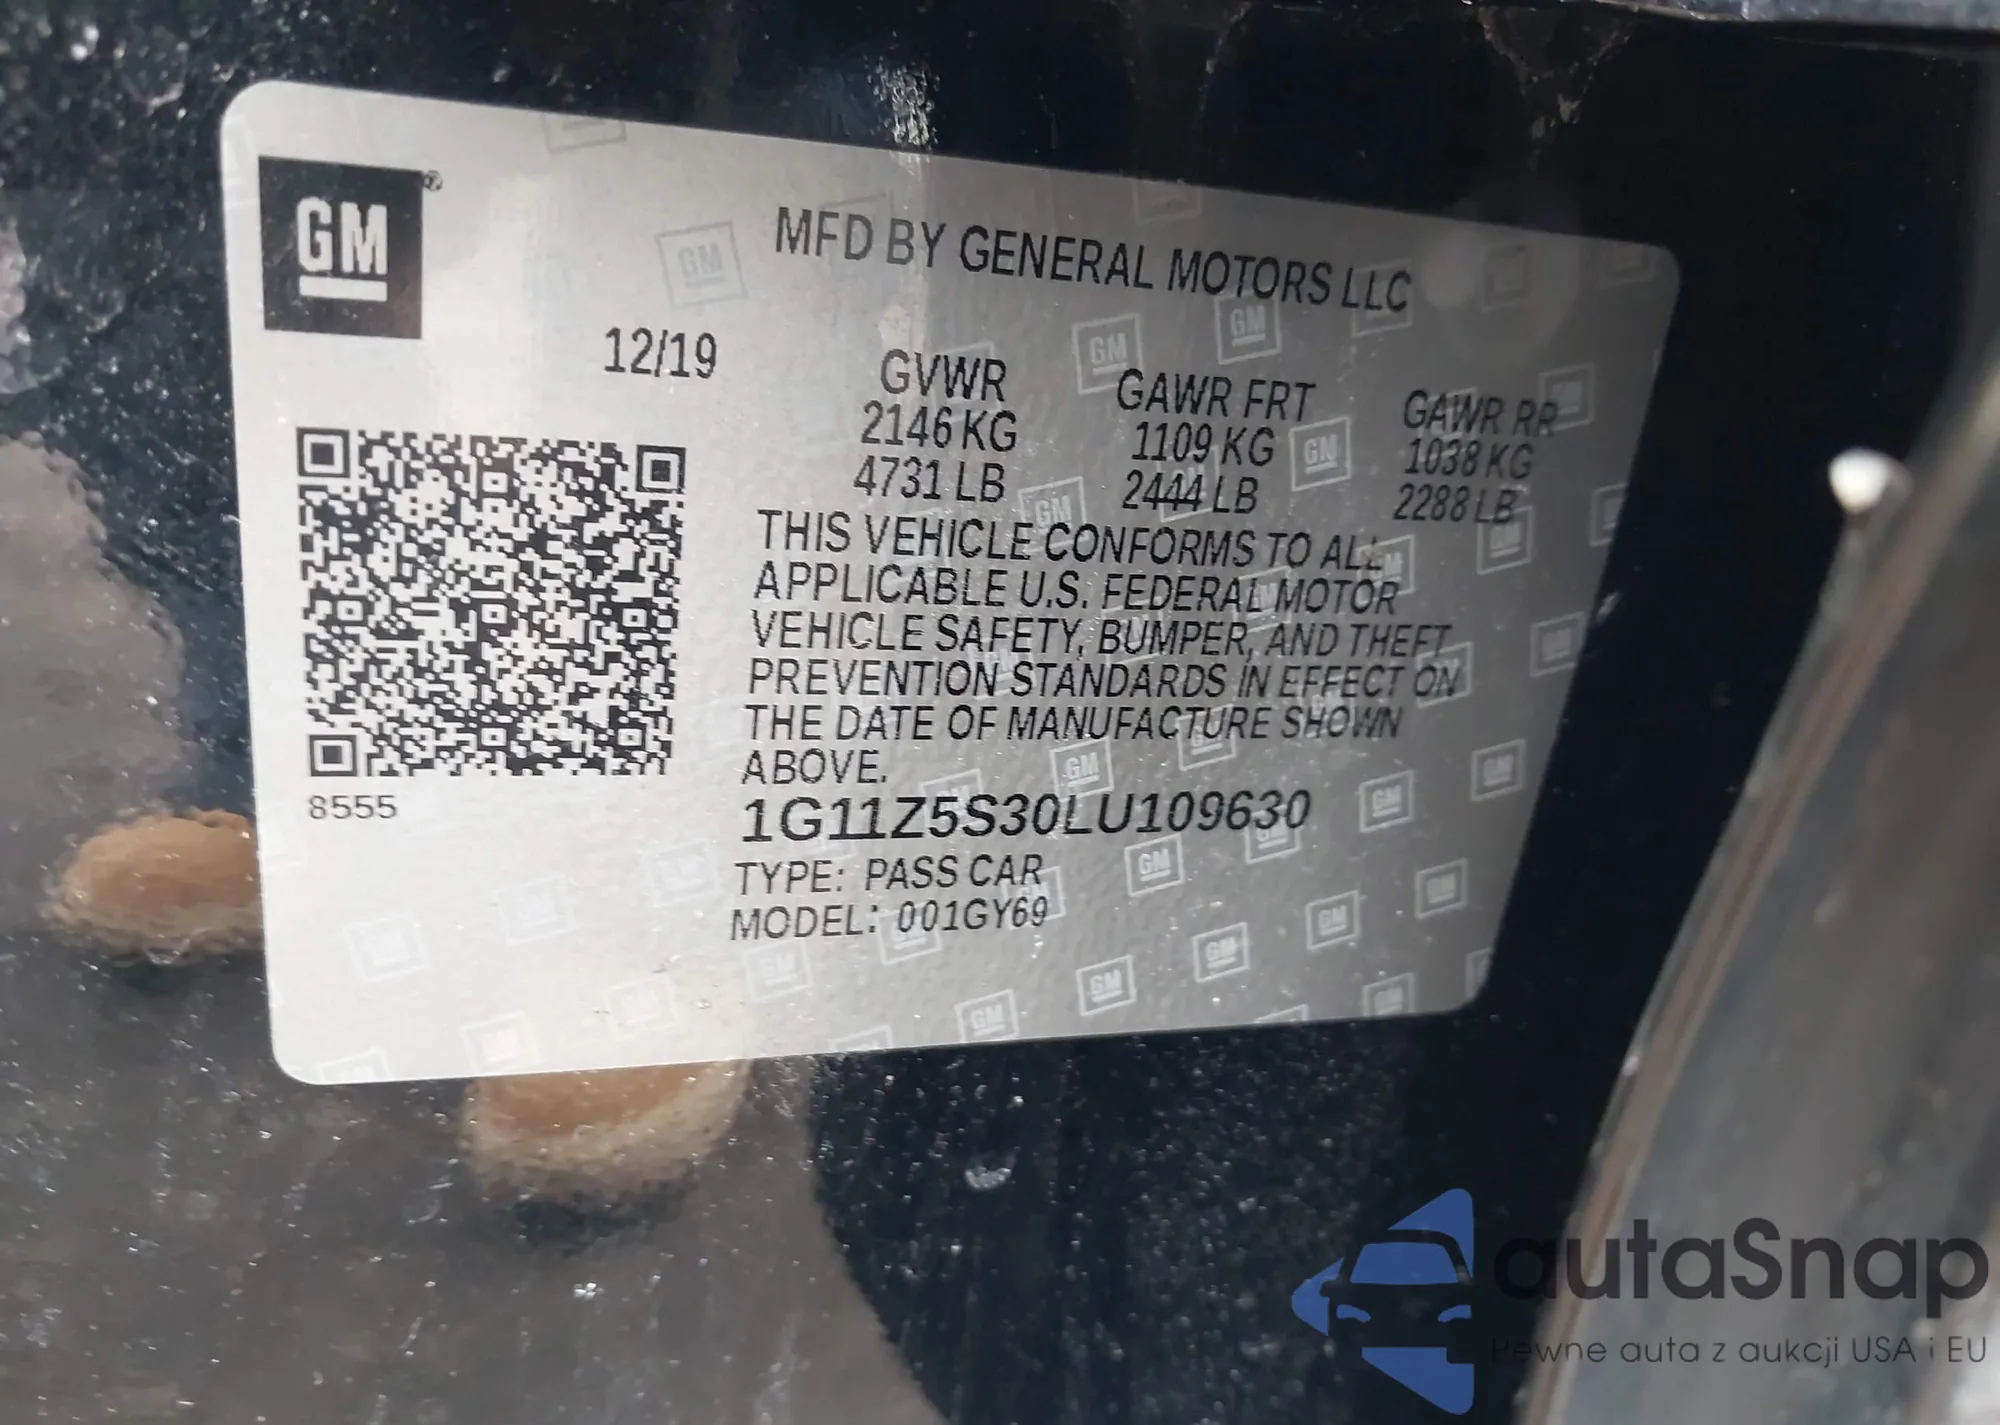 GM
MFD BY GENERAL MOTORS LLC
12/19
GVWR GAWR FRT GAWR RR
2146 KG 1109 KG 1038 KG
4731 LB 2444 LB 2288 LB
THIS VEHICLE CONFORMS TO ALL
APPLICABLE U.S. FEDERAL MOTOR
VEHICLE SAFETY, BUMPER, AND THEFT
PREVENTION STANDARDS IN EFFECT ON
THE DATE OF MANUFACTURE SHOWN
ABOVE.
8555
1G11Z5S30LU109630
TYPE: PASS CAR
MODEL: 001GY69
autaSnap
Pewne auta z aukcji USA i EU